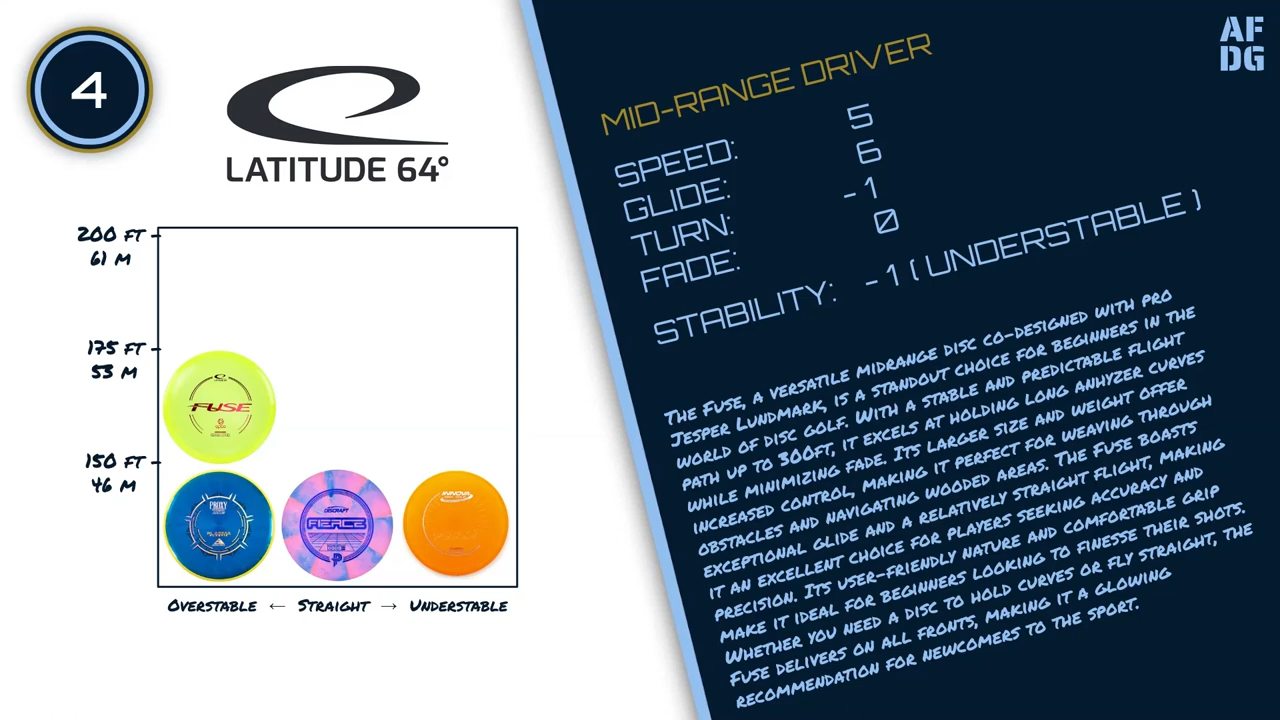 4
LATITUDE 64°
200 FT
61 M
175 FT
53 M
150 FT
46 M
FUSE
PROXY
DISCRAFT
FIERCE
INNOVA
OVERSTABLE ← STRAIGHT → UNDERSTABLE
AF
DG
MID-RANGE DRIVER
SPEED: 5
GLIDE: 6
TURN: -1
FADE: 0
STABILITY: -1 ( UNDERSTABLE )
THE FUSE, A VERSATILE MIDRANGE DISC CO-DESIGNED WITH PRO
JESPER LUNDMARK, IS A STANDOUT CHOICE FOR BEGINNERS IN THE
WORLD OF DISC GOLF. WITH A STABLE AND PREDICTABLE FLIGHT
PATH UP TO 300FT, IT EXCELS AT HOLDING LONG ANHYZER CURVES
WHILE MINIMIZING FADE. ITS LARGER SIZE AND WEIGHT OFFER
INCREASED CONTROL, MAKING IT PERFECT FOR WEAVING THROUGH
OBSTACLES AND NAVIGATING WOODED AREAS. THE FUSE BOASTS
EXCEPTIONAL GLIDE AND A RELATIVELY STRAIGHT FLIGHT, MAKING
IT AN EXCELLENT CHOICE FOR PLAYERS SEEKING ACCURACY AND
PRECISION. ITS USER-FRIENDLY NATURE AND COMFORTABLE GRIP
MAKE IT IDEAL FOR BEGINNERS LOOKING TO FINESSE THEIR SHOTS.
WHETHER YOU NEED A DISC TO HOLD CURVES OR FLY STRAIGHT, THE
FUSE DELIVERS ON ALL FRONTS, MAKING IT A GLOWING
RECOMMENDATION FOR NEWCOMERS TO THE SPORT.